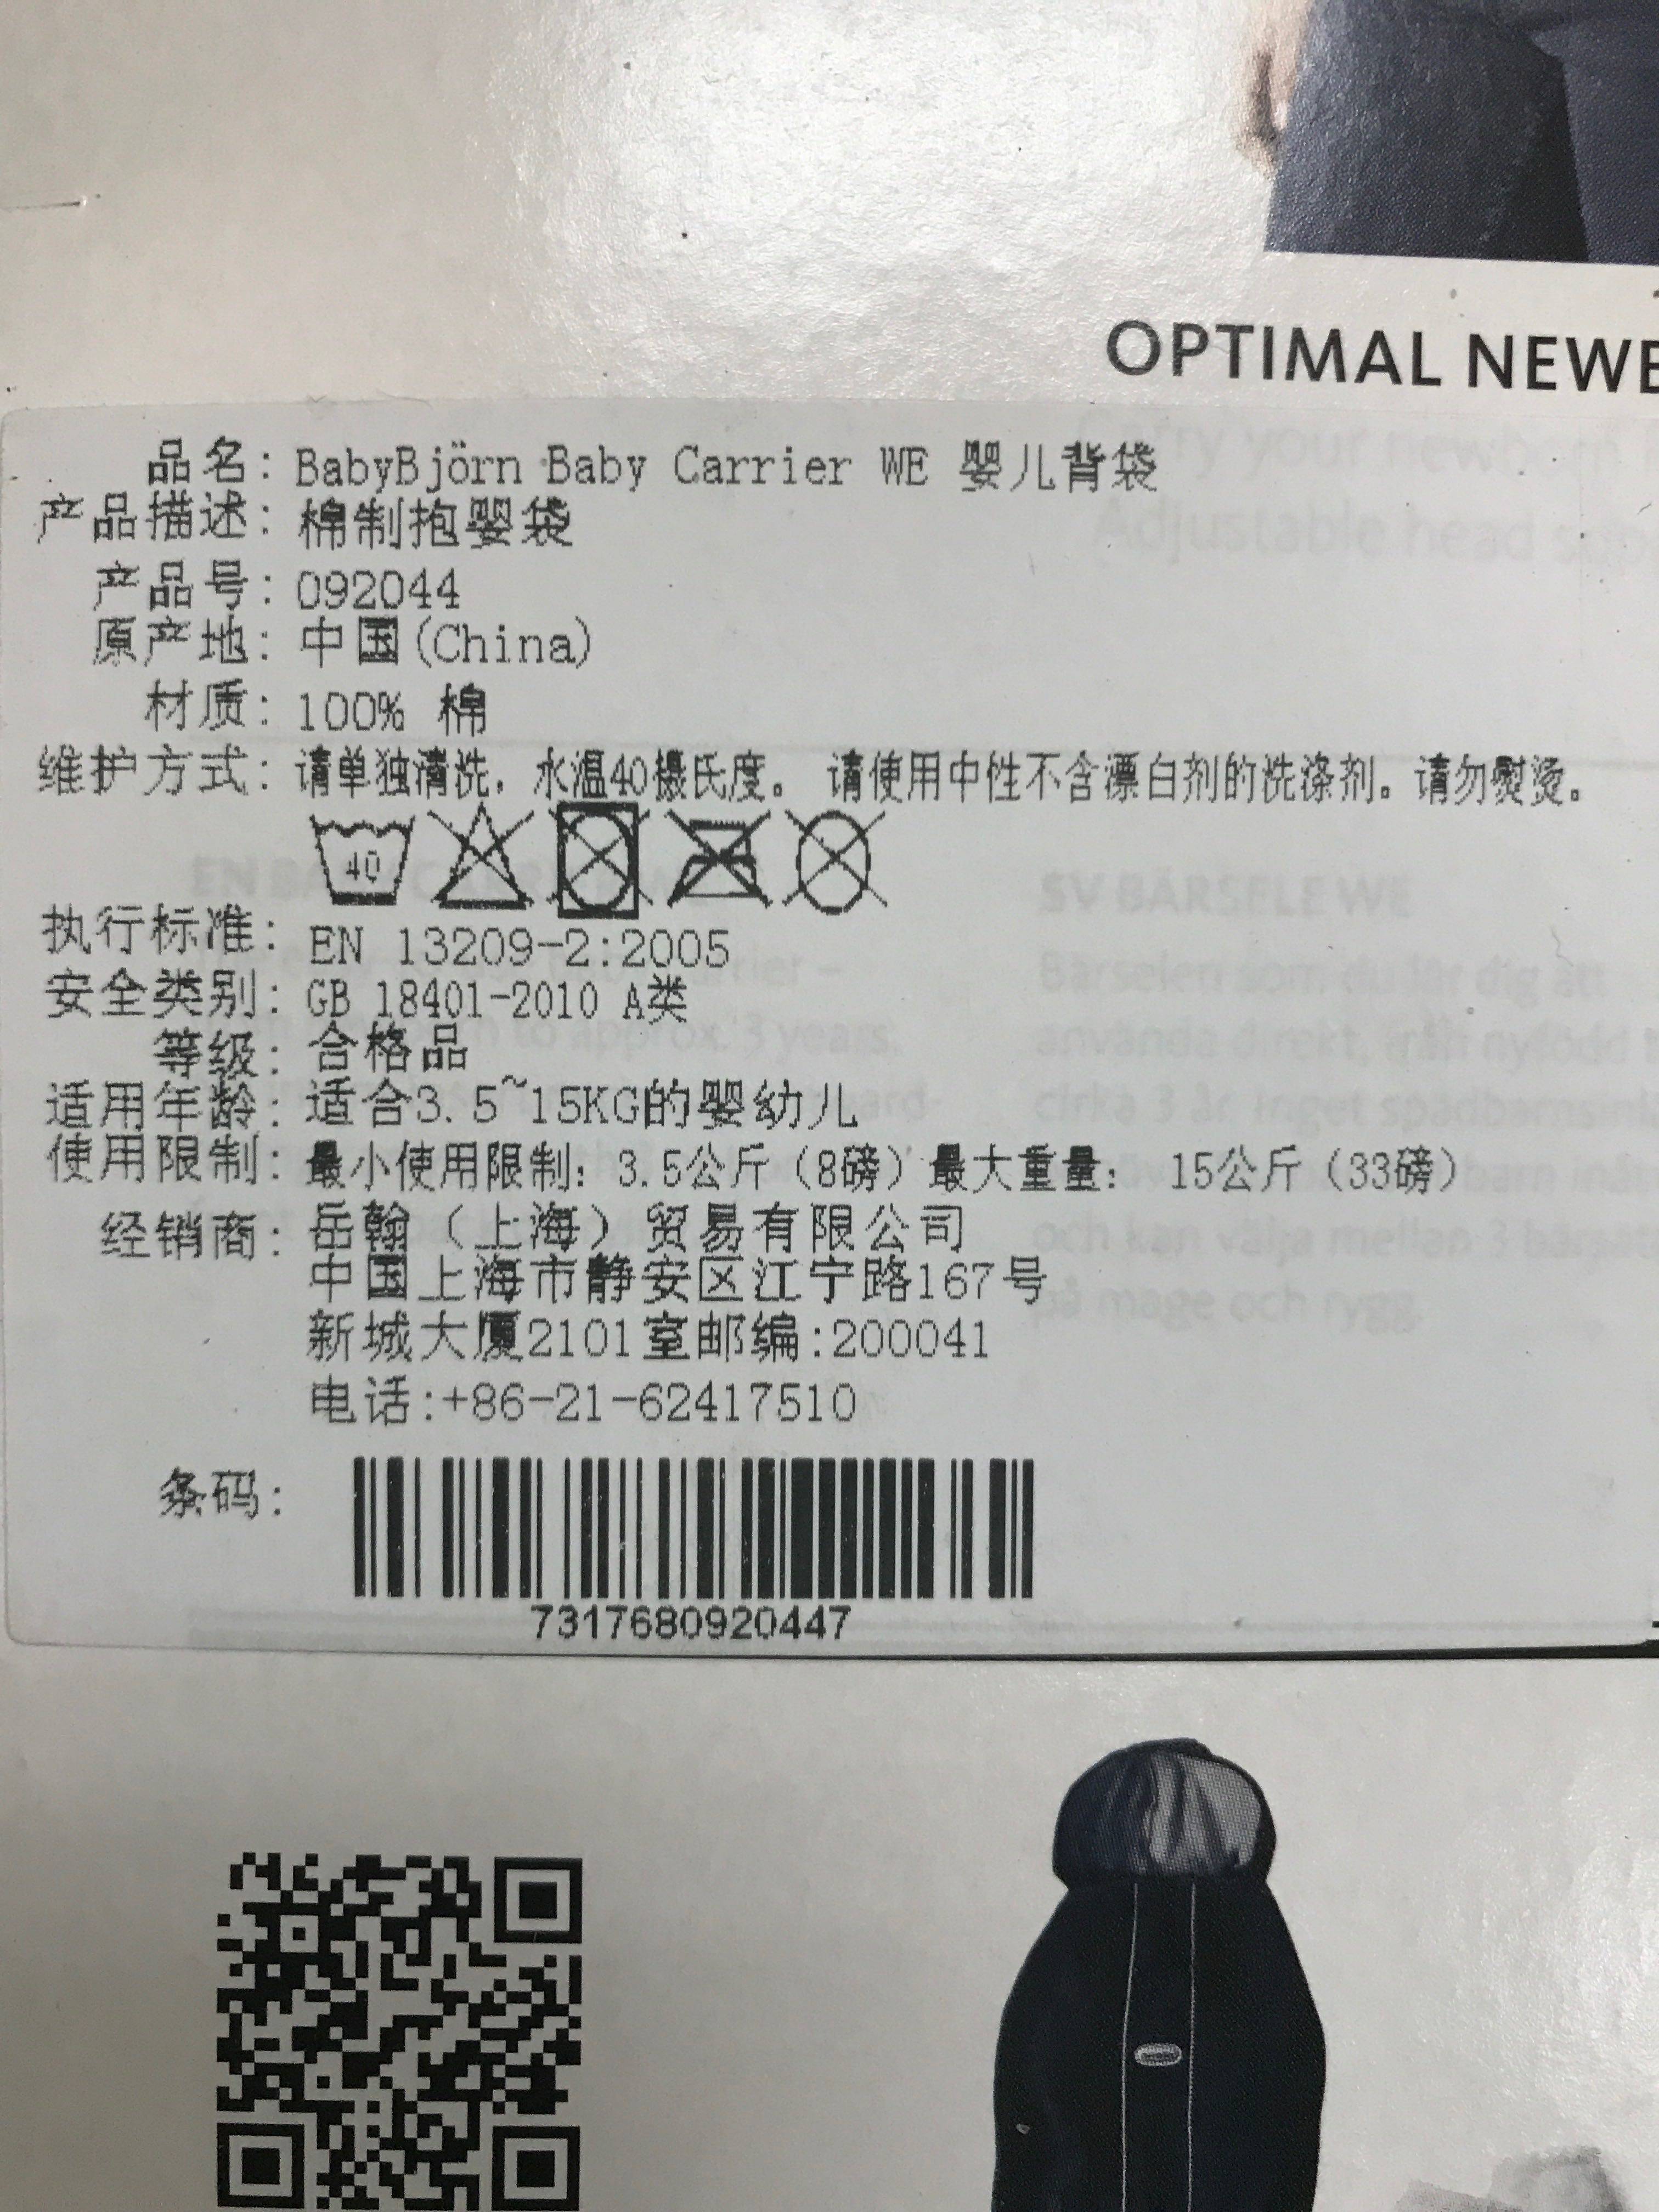 OPTIMAL NEWB
品名: BabyBjörn Baby Carrier WE 婴儿背袋
产品描述: 棉制抱婴袋
产品号: 092044
原产地: 中国(China)
材质: 100% 棉
维护方式: 请单独清洗，水温40摄氏度。 请使用中性不含漂白剂的洗涤剂。请勿熨烫。
40
执行标准: EN 13209-2:2005
安全类别: GB 18401-2010 A类
等级: 合格品
适用年龄: 适合3.5~15KG的婴幼儿
使用限制: 最小使用限制: 3.5公斤（8磅）最大重量: 15公斤（33磅）
经销商: 岳翰（上海）贸易有限公司
中国上海市静安区江宁路167号
新城大厦2101室邮编:200041
电话:+86-21-62417510
条码:
7317680920447